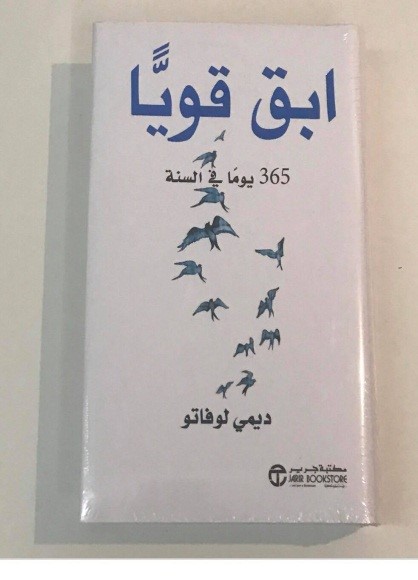 ابق قويًّا
365 يومًا في السنة
ديمي لوفاتو
مكتبة جرير
JARIR BOOKSTORE